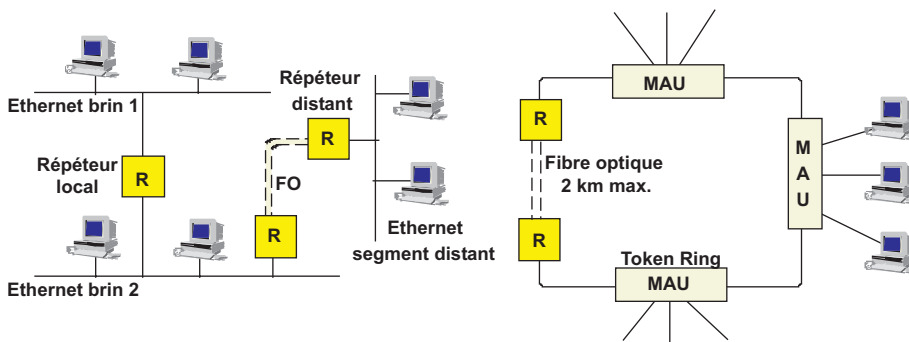 Ethernet brin 1
Répéteur
local
R
Ethernet brin 2
Répéteur
distant
R
FO
R
Ethernet
segment distant
MAU
R
Fibre optique
2 km max.
R
M
A
U
Token Ring
MAU